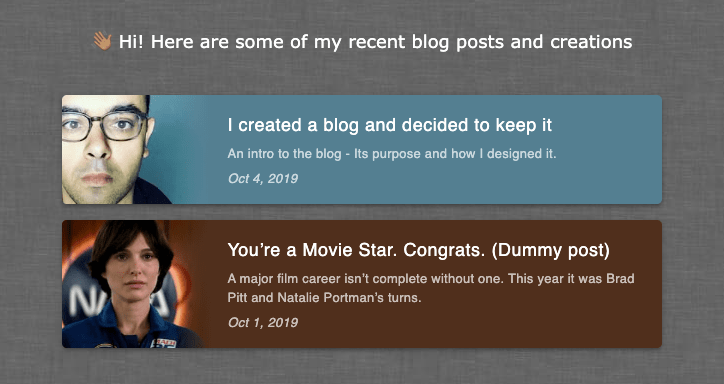 👋🏽 Hi! Here are some of my recent blog posts and creations
I created a blog and decided to keep it
An intro to the blog - Its purpose and how I designed it.
Oct 4, 2019
You’re a Movie Star. Congrats. (Dummy post)
A major film career isn’t complete without one. This year it was Brad
Pitt and Natalie Portman’s turns.
Oct 1, 2019